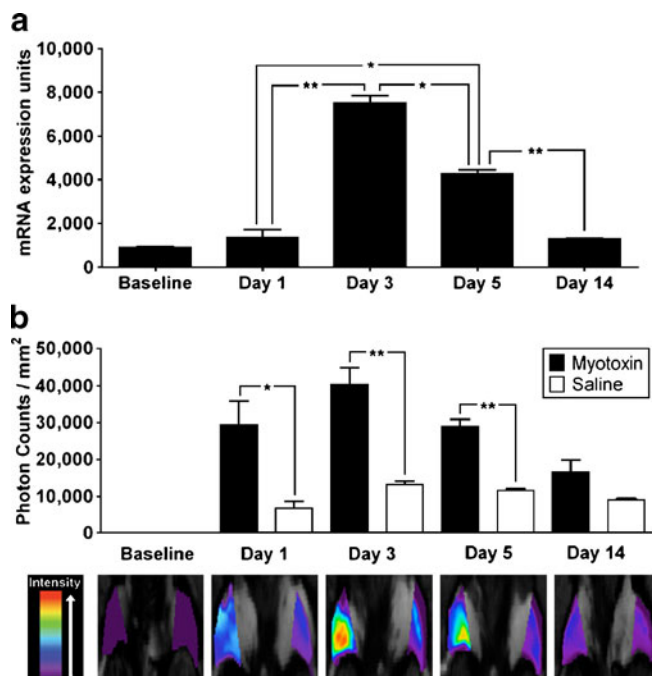 a
10,000
8,000
6,000
4,000
2,000
0
mRNA expression units
*
** *
**
Baseline Day 1 Day 3 Day 5 Day 14
b
50,000
40,000
30,000
20,000
10,000
0
Photon Counts / mm²
Myotoxin
Saline
*
**
**
Baseline Day 1 Day 3 Day 5 Day 14
Intensity